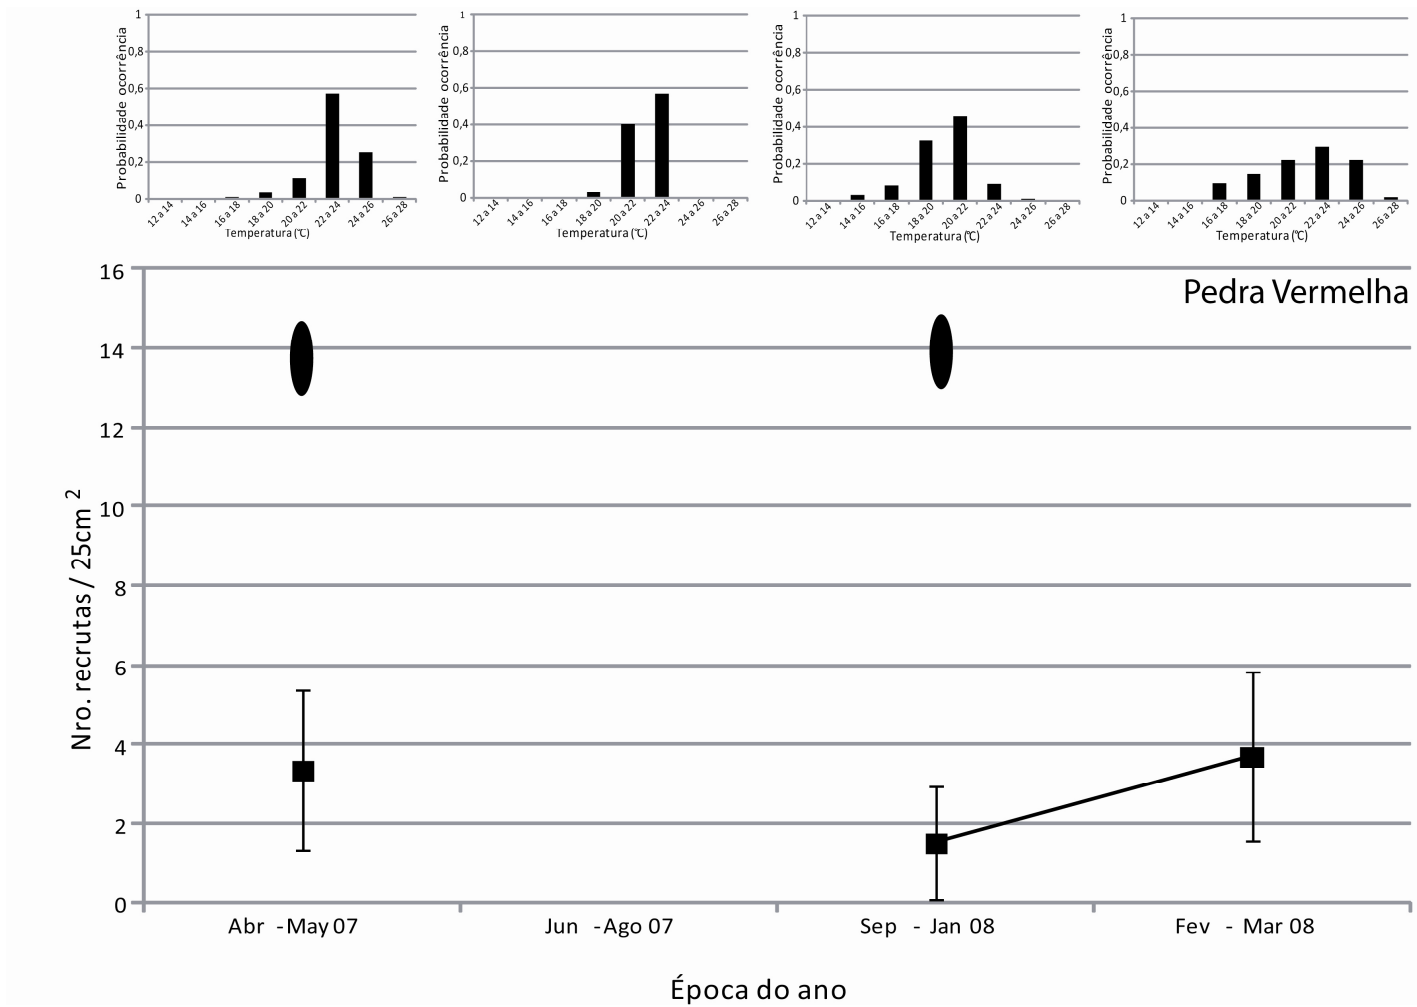 Probabilidade ocorrência
1
0,8
0,6
0,4
0,2
0
12 a 14 14 a 16 16 a 18 18 a 20 20 a 22 22 a 24 24 a 26 26 a 28
Temperatura (℃)
Probabilidade ocorrência
1
0,8
0,6
0,4
0,2
0
12 a 14 14 a 16 16 a 18 18 a 20 20 a 22 22 a 24 24 a 26 26 a 28
Temperatura (℃)
Probabilidade ocorrência
1
0,8
0,6
0,4
0,2
0
12 a 14 14 a 16 16 a 18 18 a 20 20 a 22 22 a 24 24 a 26 26 a 28
Temperatura (℃)
Probabilidade ocorrência
1
0,8
0,6
0,4
0,2
0
12 a 14 14 a 16 16 a 18 18 a 20 20 a 22 22 a 24 24 a 26 26 a 28
Temperatura (℃)
Pedra Vermelha
Nro. recrutas / 25cm ²
16
14
12
10
8
6
4
2
0
Abr - May 07 Jun - Ago 07 Sep - Jan 08 Fev - Mar 08
Época do ano